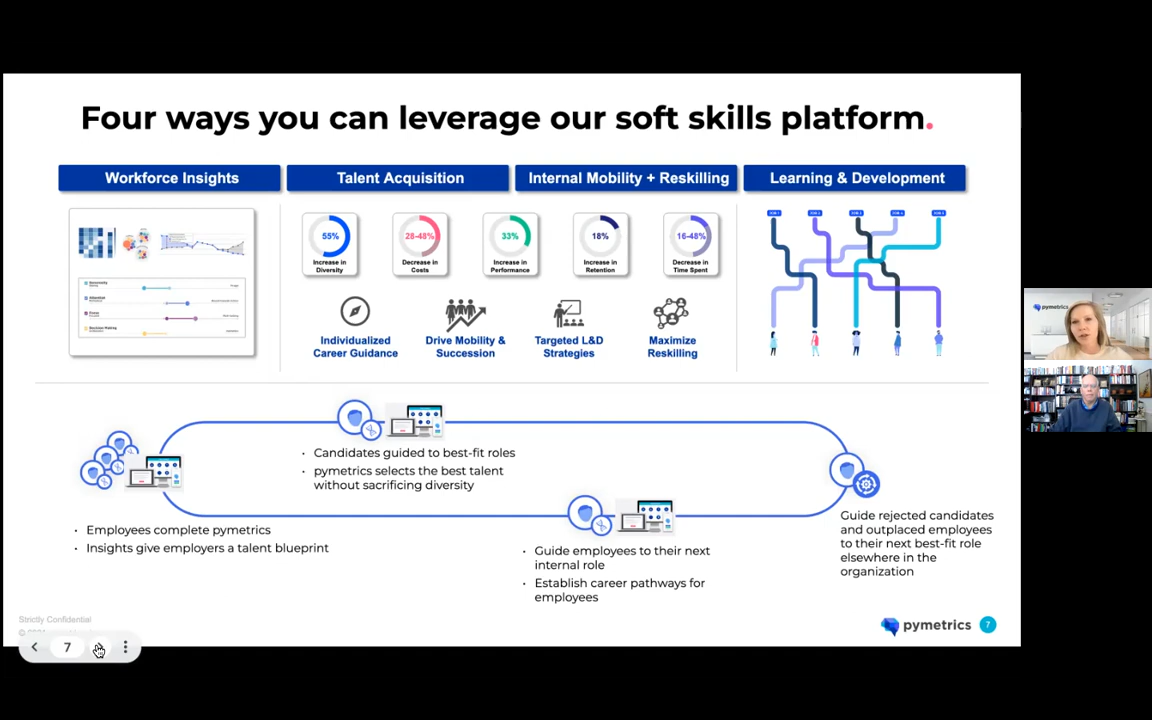 Four ways you can leverage our soft skills platform.
Workforce Insights
Talent Acquisition
Internal Mobility + Reskilling
Learning & Development
55%
Increase in
Diversity
28-48%
Decrease in
Costs
33%
Increase in
Performance
18%
Increase in
Retention
16-48%
Decrease in
Time Spent
Individualized
Career Guidance
Drive Mobility &
Succession
Targeted L&D
Strategies
Maximize
Reskilling
• Candidates guided to best-fit roles
• pymetrics selects the best talent
without sacrificing diversity
• Employees complete pymetrics
• Insights give employers a talent blueprint
• Guide employees to their next
internal role
• Establish career pathways for
employees
Guide rejected candidates
and outplaced employees
to their next best-fit role
elsewhere in the
organization
Strictly Confidential
pymetrics
7
7
pymetrics